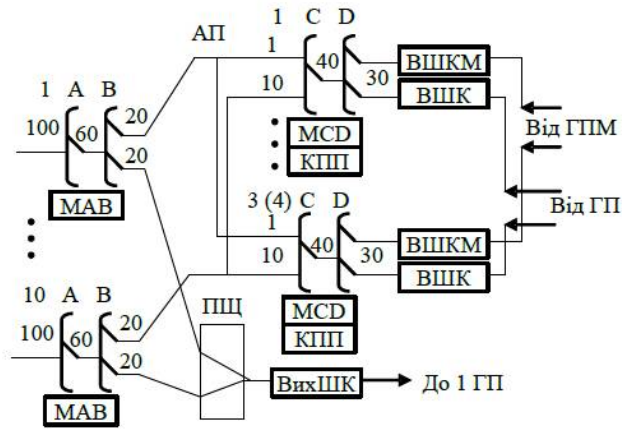 1 C D
АП
1
40
10
30
ВШКМ
ВШК
Від ГПМ
1 A B
20
100
60
20
МАВ
MCD
КПП
Від ГП
3 (4) C D
1
40
10
30
ВШКМ
ВШК
10 A B
20
100
60
20
МАВ
ПЩ
MCD
КПП
ВихШК
До 1 ГП